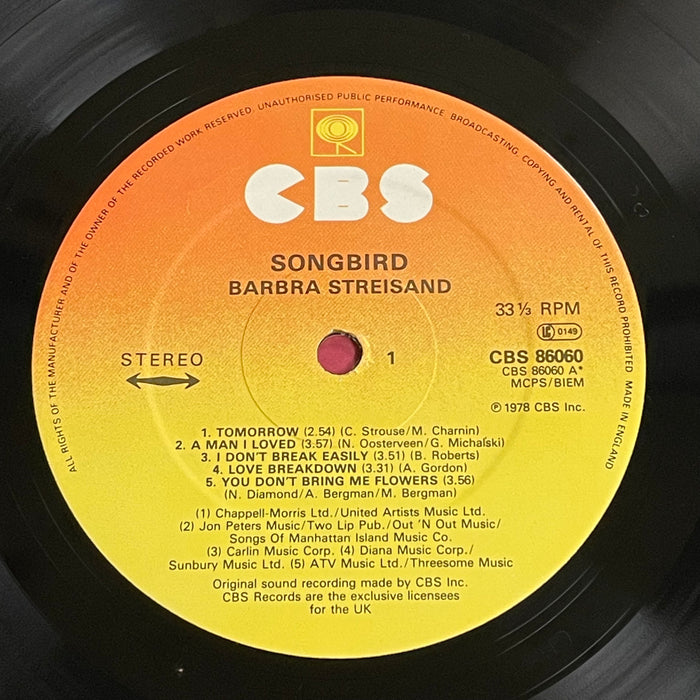 ALL RIGHTS OF THE MANUFACTURER AND OF THE OWNER OF THE RECORDED WORK RESERVED. UNAUTHORISED PUBLIC PERFORMANCE. BROADCASTING. COPYING AND RENTAL OF THIS RECORD PROHIBITED. MADE IN ENGLAND
CBS
SONGBIRD
BARBRA STREISAND
33⅓ RPM
LC 0149
STEREO
1
CBS 86060
CBS 86060 A*
MCPS/BIEM
℗ 1978 CBS Inc.
1. TOMORROW (2.54) (C. Strouse/M. Charnin)
2. A MAN I LOVED (3.57) (N. Oosterveen/G. Michalski)
3. I DON'T BREAK EASILY (3.51) (B. Roberts)
4. LOVE BREAKDOWN (3.31) (A. Gordon)
5. YOU DON'T BRING ME FLOWERS (3.56)
(N. Diamond/A. Bergman/M. Bergman)
(1) Chappell-Morris Ltd./United Artists Music Ltd.
(2) Jon Peters Music/Two Lip Pub./Out 'N Out Music/
Songs Of Manhattan Island Music Co.
(3) Carlin Music Corp. (4) Diana Music Corp./
Sunbury Music Ltd. (5) ATV Music Ltd./Threesome Music
Original sound recording made by CBS Inc.
CBS Records are the exclusive licensees
for the UK